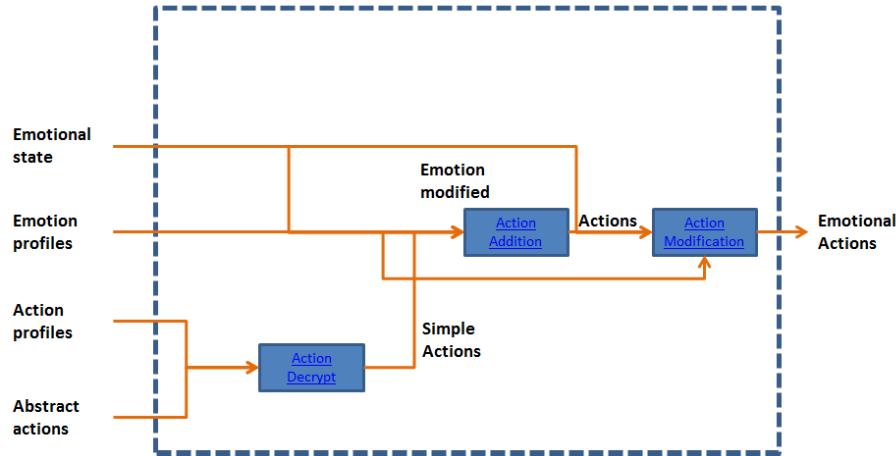 Emotional
state
Emotion
modified
Emotion
profiles
Action
Addition
Actions
Action
Modification
Emotional
Actions
Action
profiles
Simple
Actions
Action
Decrypt
Abstract
actions